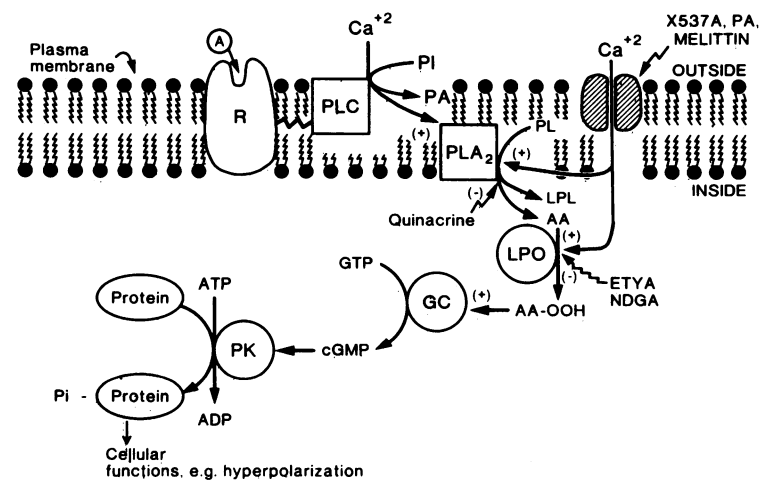 X537A, PA,
MELITTIN
Ca+2
Ca+2
Plasma
membrane
A
PI
OUTSIDE
PLC
PA
R
(+)
PL
PLA2
(+)
INSIDE
(-)
LPL
Quinacrine
AA
(+)
LPO
GTP
(-)
ETYA
NDGA
ATP
Protein
GC
(+)
AA-OOH
PK
cGMP
Pi -
Protein
ADP
Cellular
functions, e.g. hyperpolarization